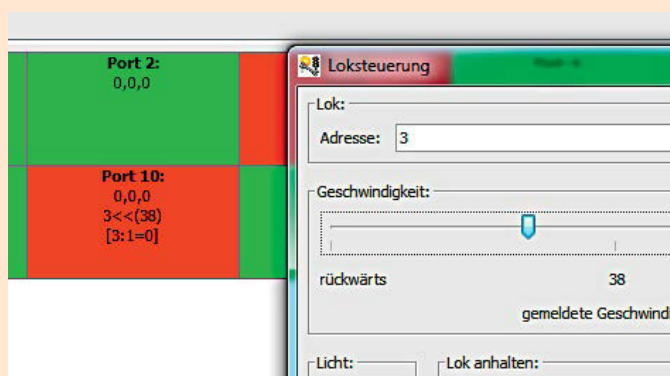 Port 2:
0,0,0
Port 10:
0,0,0
3<<(38)
[3:1=0]
Loksteuerung
Lok:
Adresse: 3
Geschwindigkeit:
rückwärts 38
gemeldete Geschwindi
Licht: Lok anhalten: